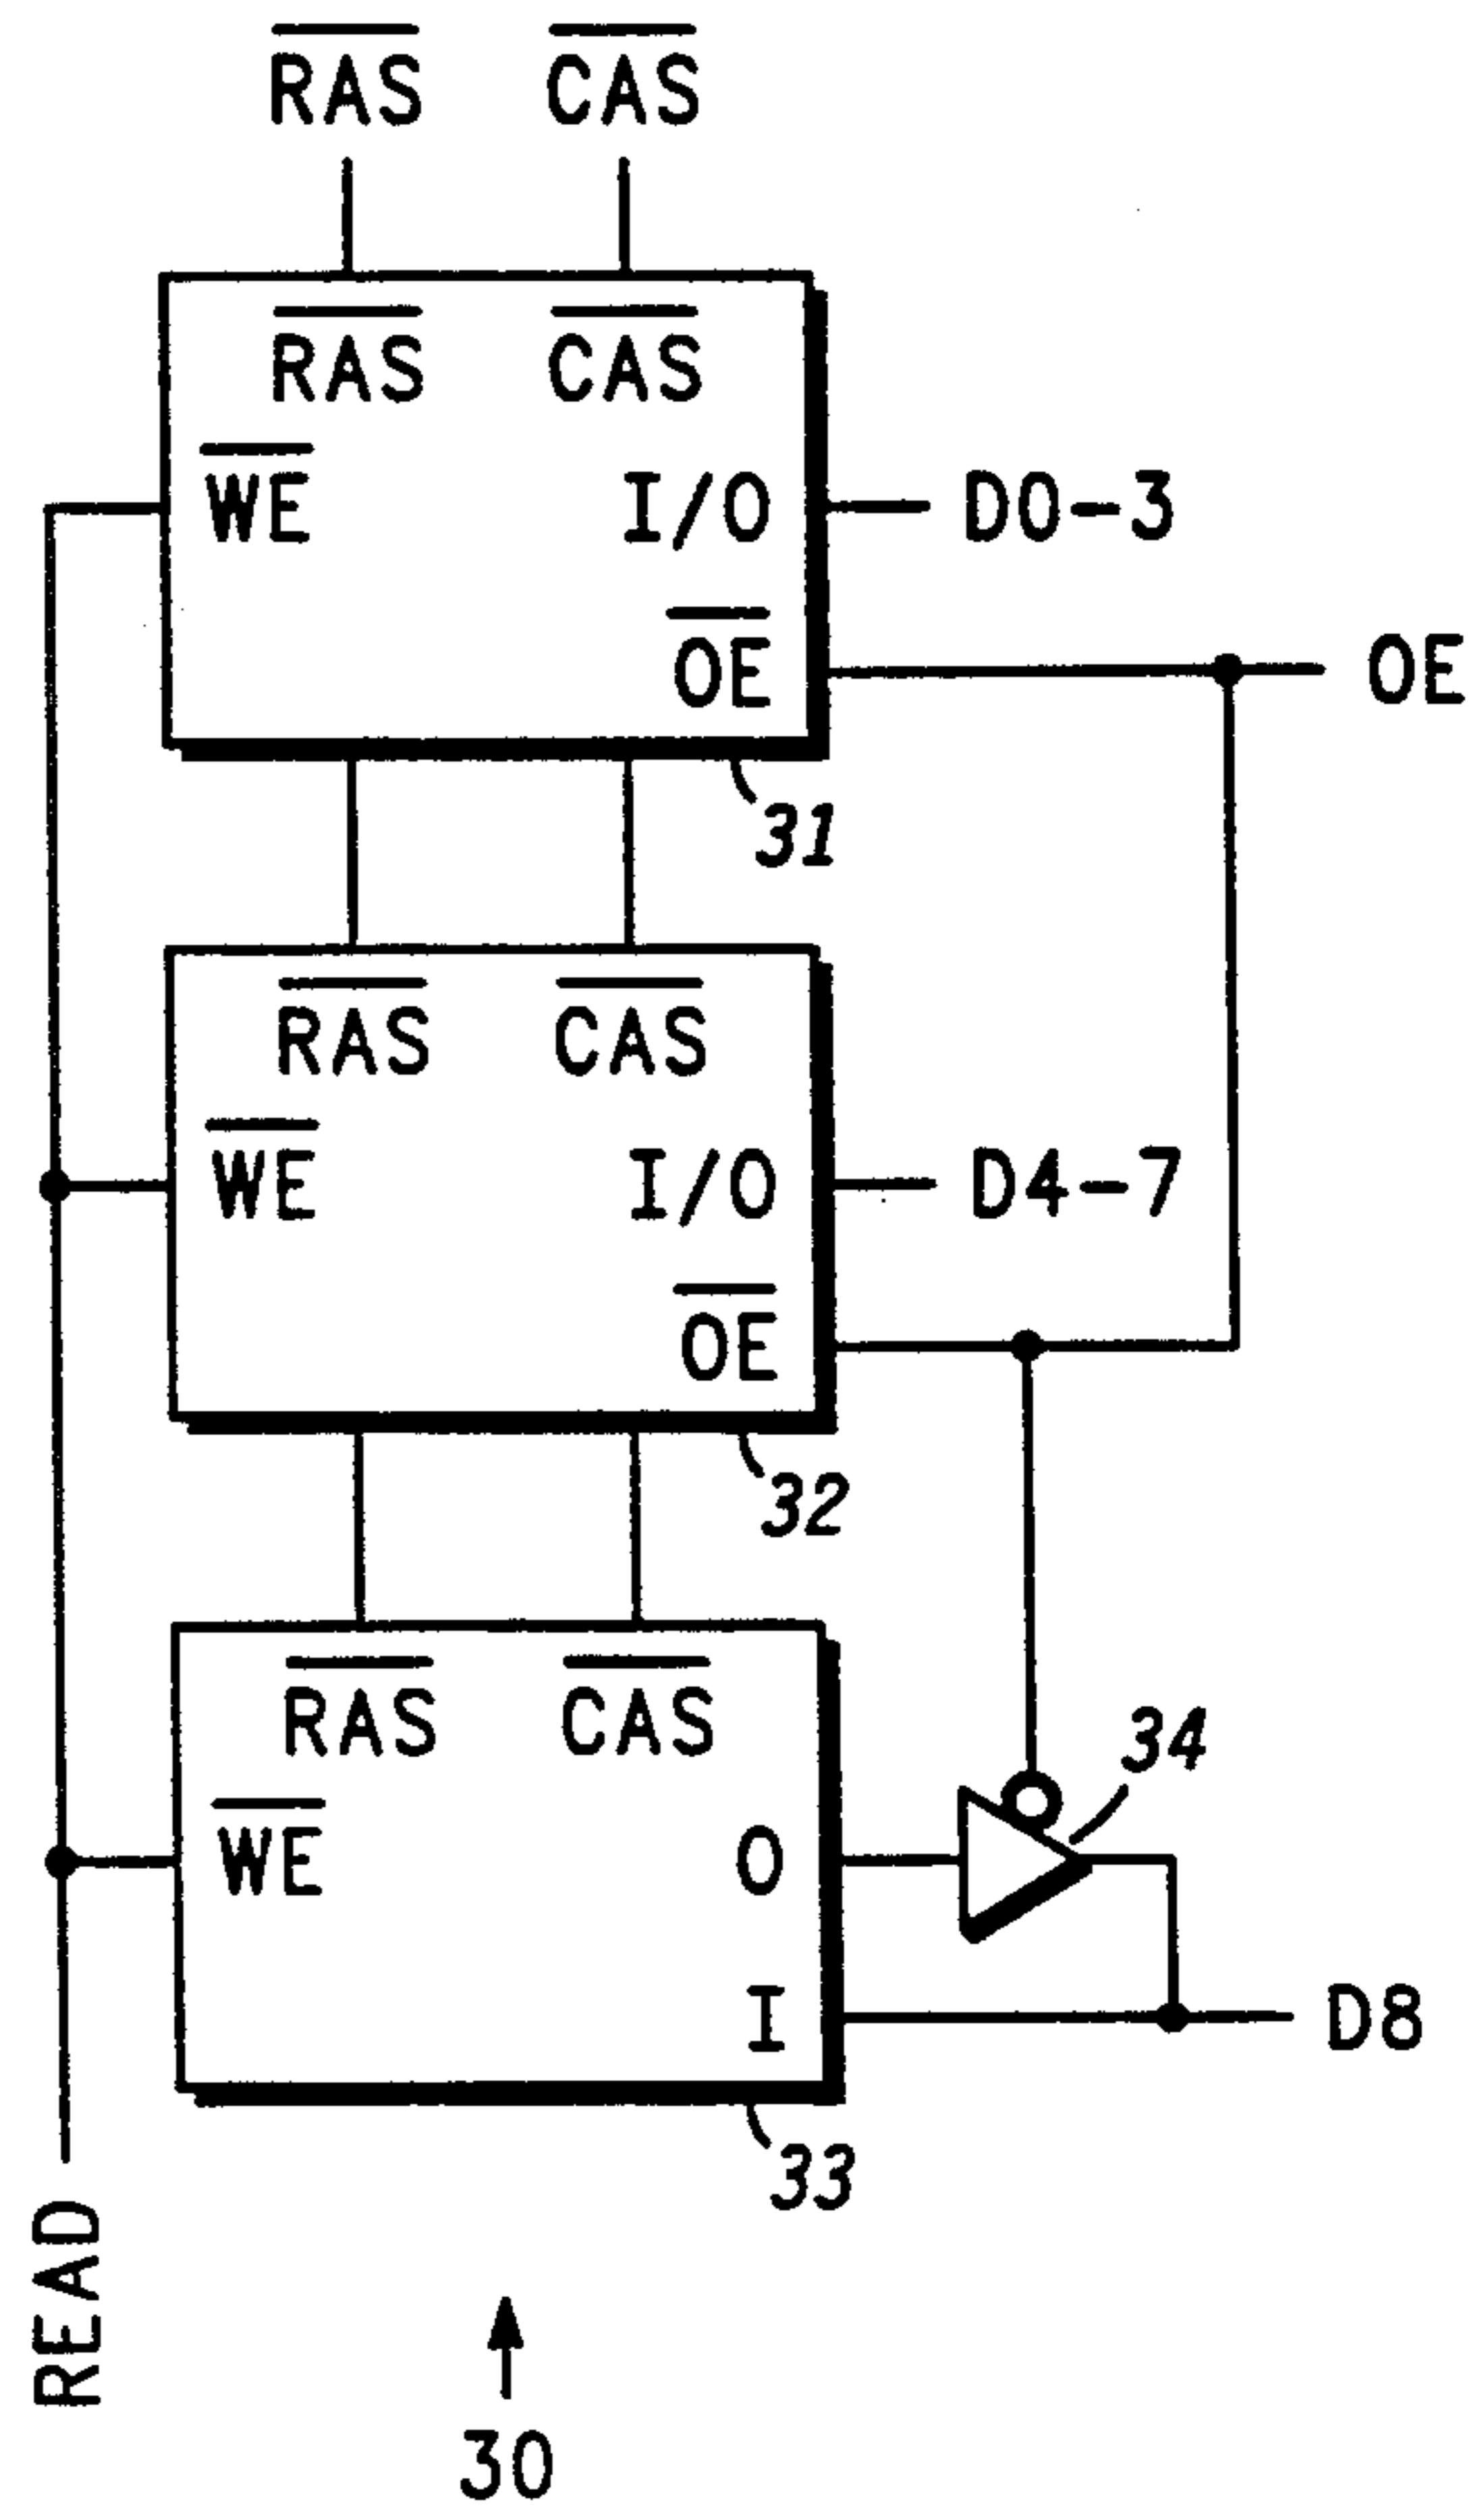 RAS CAS
RAS CAS
WE I/O D0-3
OE OE
31
RAS CAS
WE I/O D4-7
OE
32
RAS CAS
34
WE O
I D8
33
READ
30